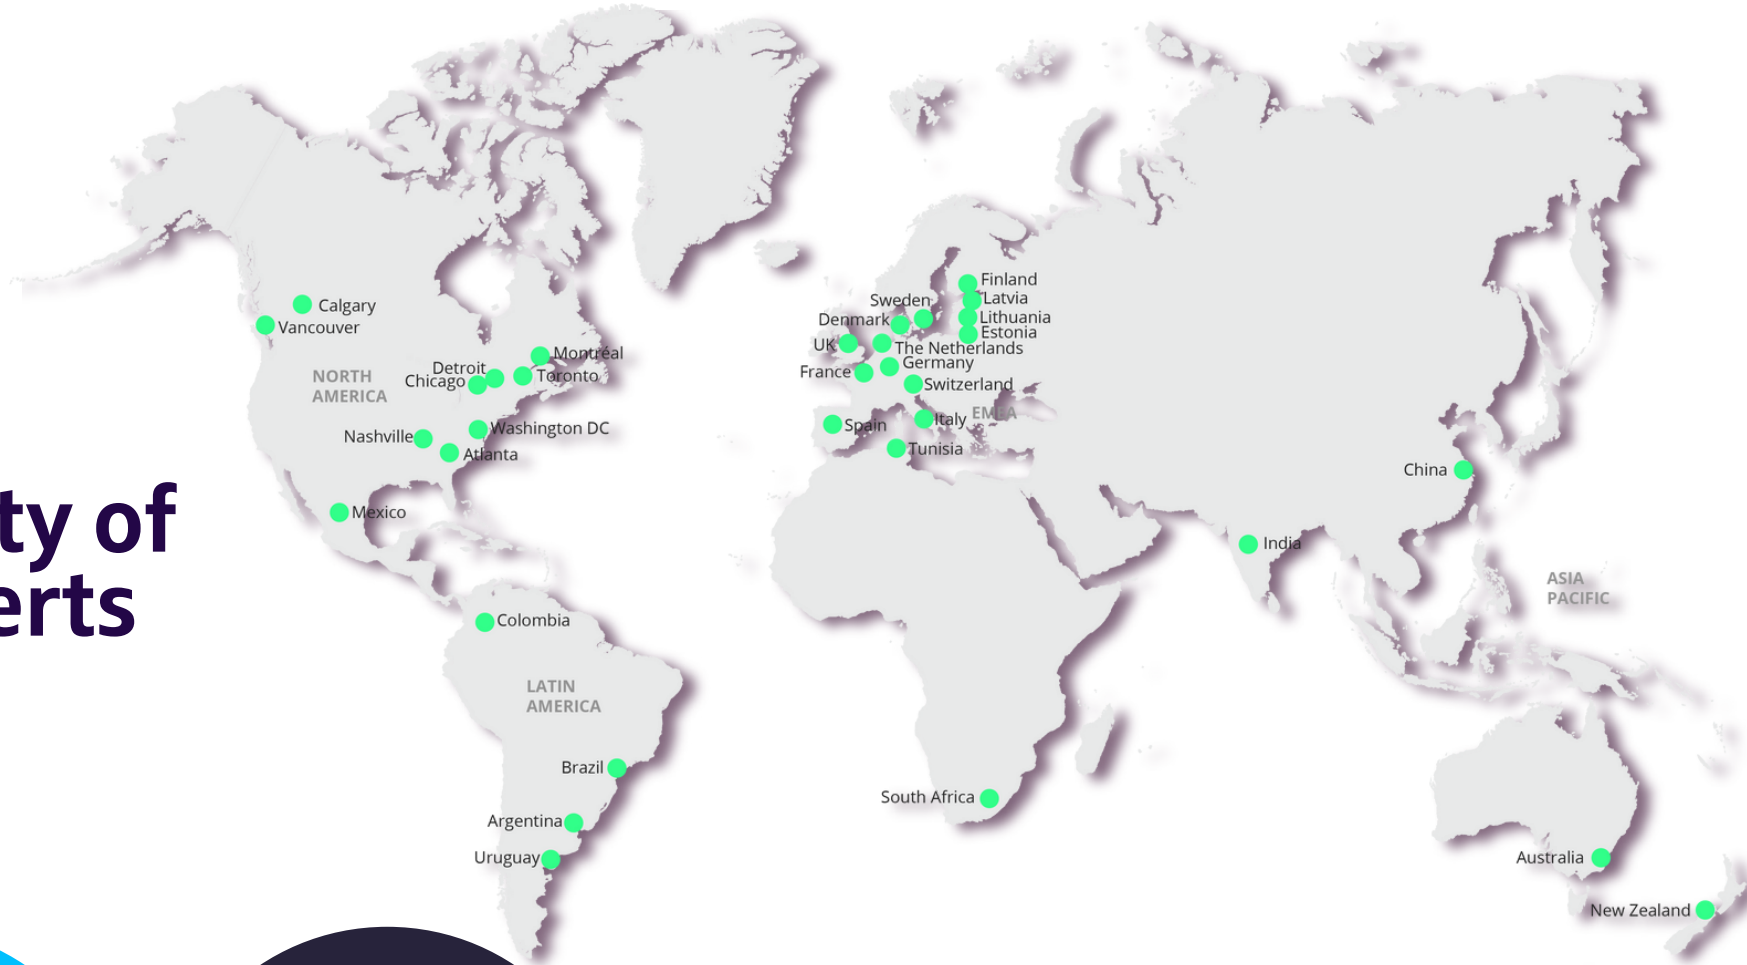 ty of
erts
Calgary
Vancouver
NORTH
AMERICA
Montréal
Detroit
Chicago
Toronto
Nashville
Washington DC
Atlanta
Mexico
Colombia
LATIN
AMERICA
Brazil
Argentina
Uruguay
Finland
Latvia
Sweden
Denmark
Lithuania
Estonia
UK
The Netherlands
Germany
France
Switzerland
EMEA
Italy
Spain
Tunisia
South Africa
China
India
ASIA
PACIFIC
Australia
New Zealand